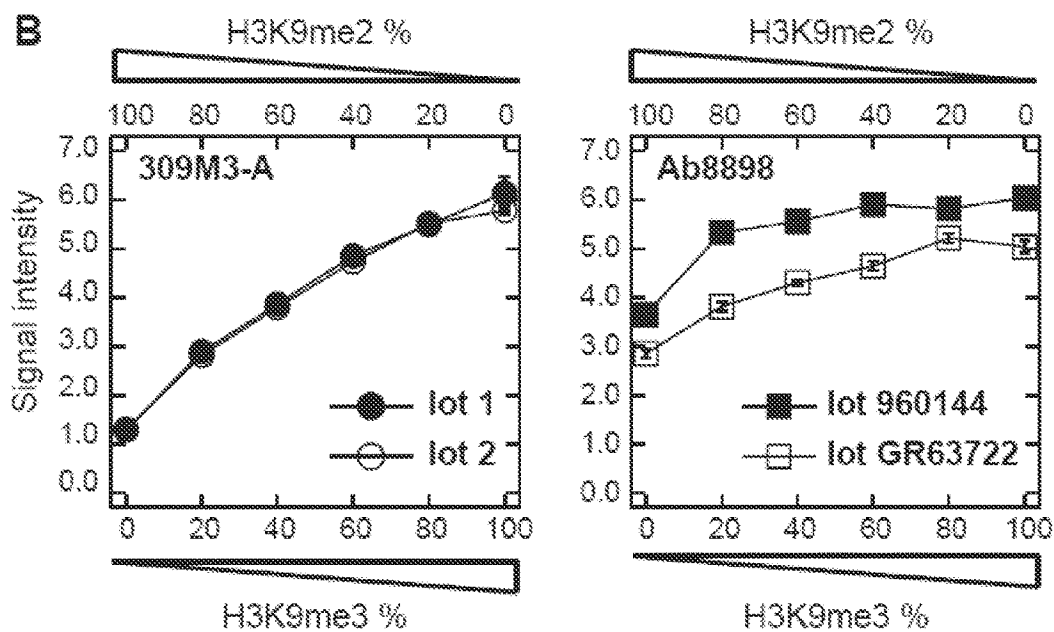 B
H3K9me2 %
100 80 60 40 20 0
7.0
6.0
5.0
4.0
3.0
2.0
1.0
0.0
Signal intensity
309M3-A
lot 1
lot 2
0 20 40 60 80 100
H3K9me3 %
H3K9me2 %
100 80 60 40 20 0
7.0
6.0
5.0
4.0
3.0
2.0
1.0
0.0
Ab8898
lot 960144
lot GR63722
0 20 40 60 80 100
H3K9me3 %